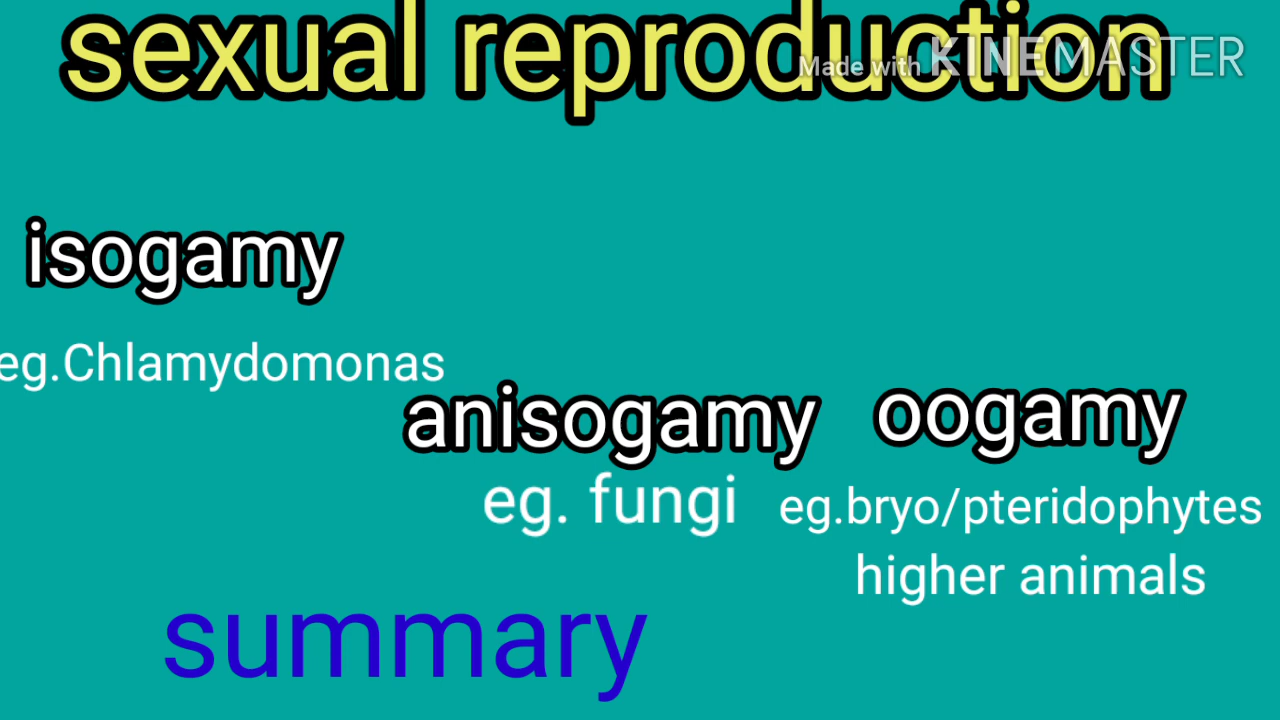 sexual reproduction
Made with KINEMASTER
isogamy
eg.Chlamydomonas
anisogamy
eg. fungi
oogamy
eg.bryo/pteridophytes
higher animals
summary